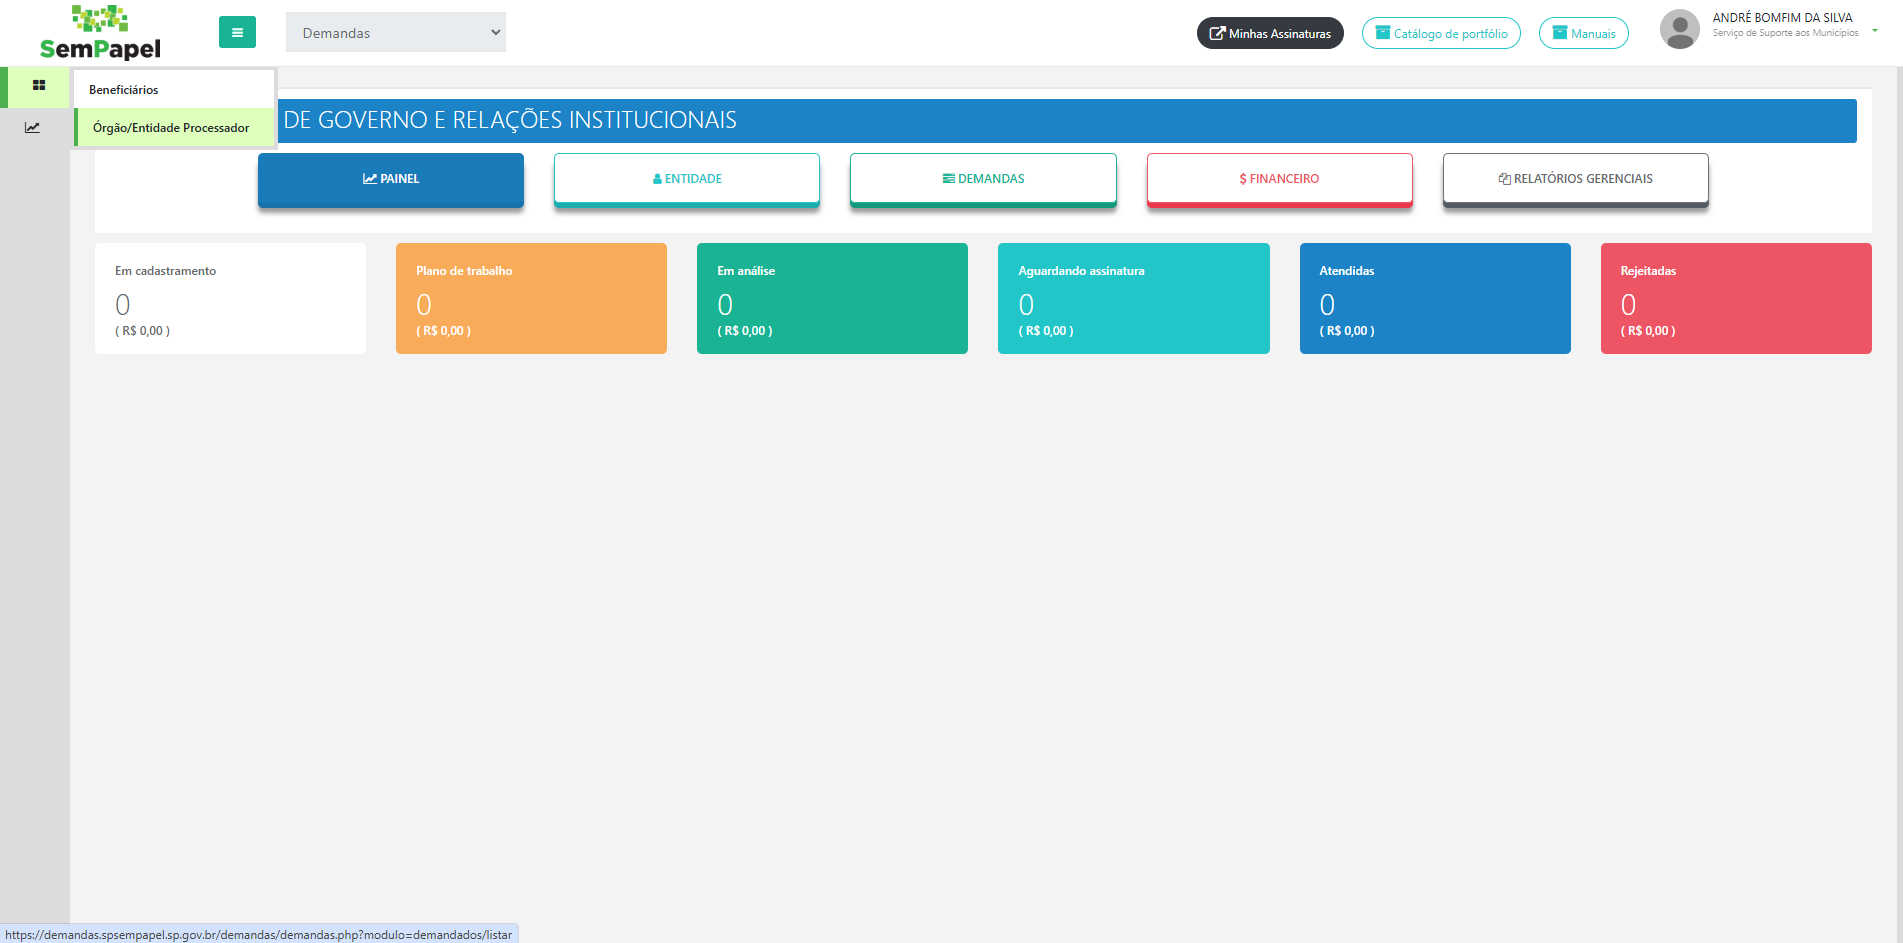 SemPapel
Demandas
Minhas Assinaturas
Catálogo de portfólio
Manuais
ANDRÉ BOMFIM DA SILVA
Serviço de Suporte aos Municípios
Beneficiários
Órgão/Entidade Processador
DE GOVERNO E RELAÇÕES INSTITUCIONAIS
PAINEL
ENTIDADE
DEMANDAS
$ FINANCEIRO
RELATÓRIOS GERENCIAIS
Em cadastramento
0
( R$ 0,00 )
Plano de trabalho
0
( R$ 0,00 )
Em análise
0
( R$ 0,00 )
Aguardando assinatura
0
( R$ 0,00 )
Atendidas
0
( R$ 0,00 )
Rejeitadas
0
( R$ 0,00 )
https://demandas.spsempapel.sp.gov.br/demandas/demandas.php?modulo=demandados/listar